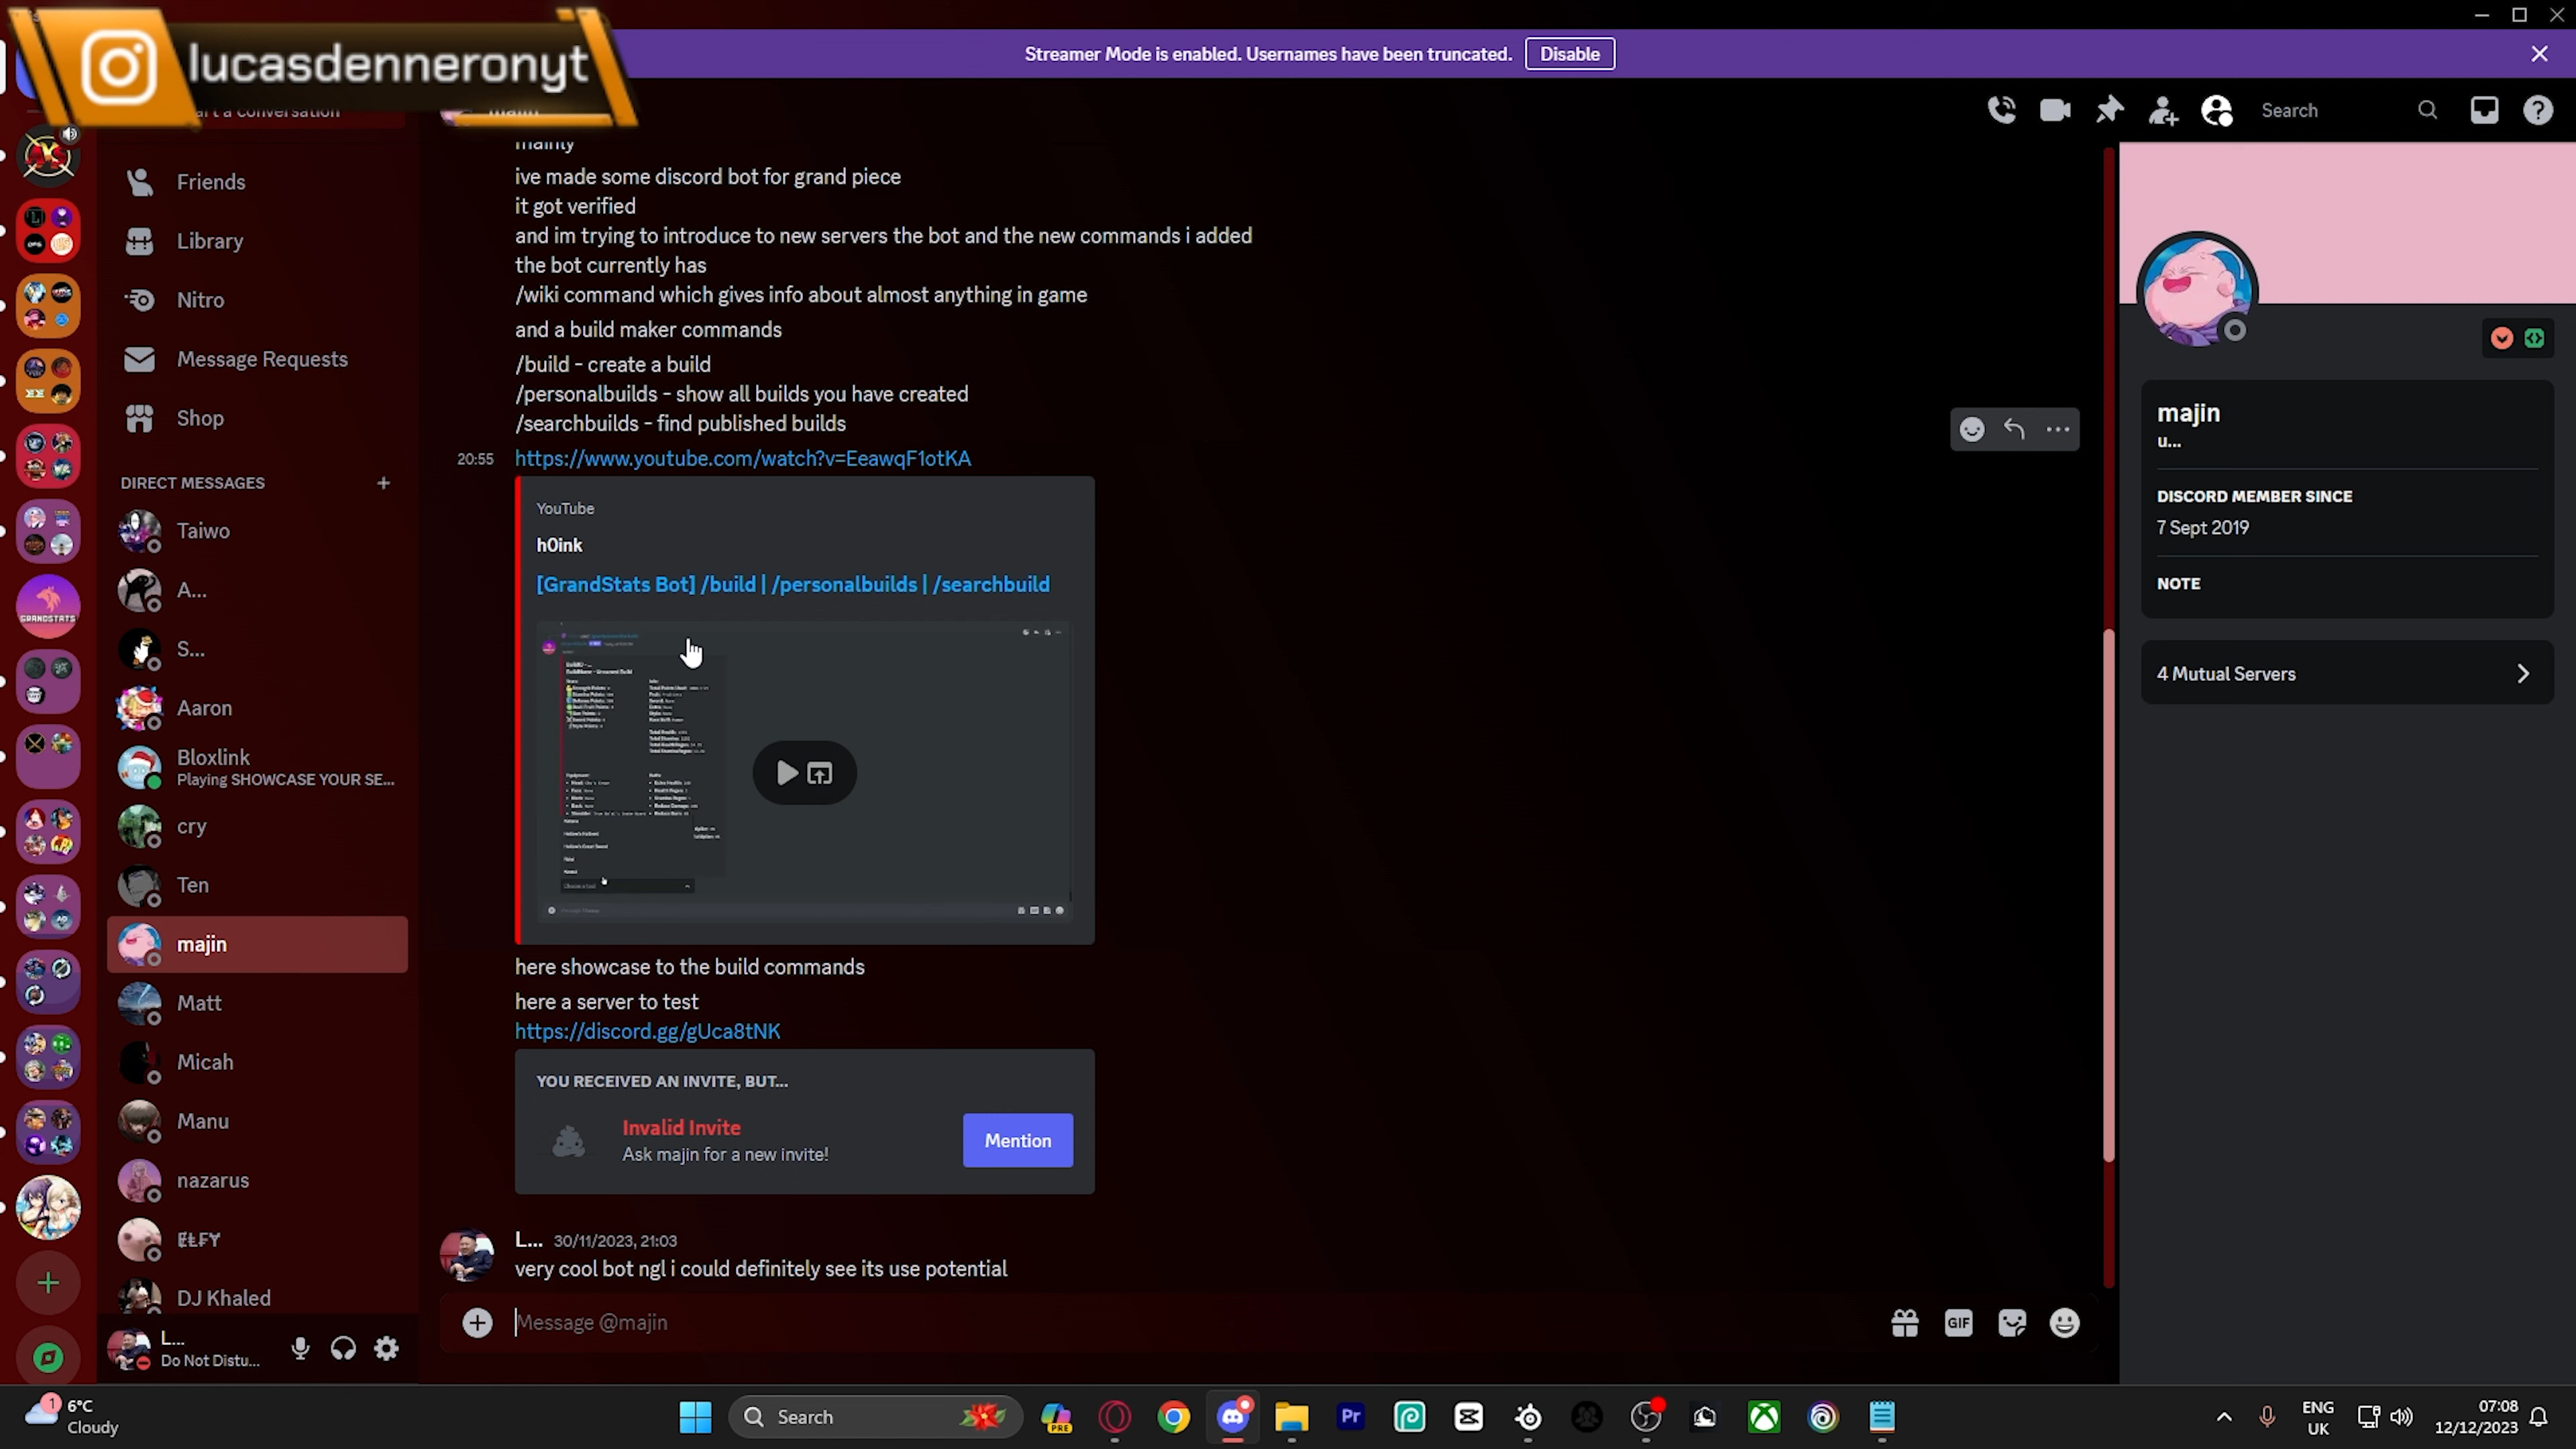 lucasdenneronyt
Streamer Mode is enabled. Usernames have been truncated.
Disable
Search
Friends
Library
Nitro
Message Requests
Shop
DIRECT MESSAGES
Taiwo
A...
S...
Aaron
Bloxlink
Playing SHOWCASE YOUR SE...
cry
Ten
majin
Matt
Micah
Manu
nazarus
DJ Khaled
L...
Do Not Distu...
GRANDSTATS
mainly
ive made some discord bot for grand piece
it got verified
and im trying to introduce to new servers the bot and the new commands i added
the bot currently has
/wiki command which gives info about almost anything in game
and a build maker commands
/build - create a build
/personalbuilds - show all builds you have created
/searchbuilds - find published builds
20:55 https://www.youtube.com/watch?v=EeawqF1otKA
YouTube
h0ink
[GrandStats Bot] /build | /personalbuilds | /searchbuild
here showcase to the build commands
here a server to test
https://discord.gg/gUca8tNK
YOU RECEIVED AN INVITE, BUT...
Invalid Invite
Ask majin for a new invite!
Mention
L... 30/11/2023, 21:03
very cool bot ngl i could definitely see its use potential
Message @majin
GIF
majin
u...
DISCORD MEMBER SINCE
7 Sept 2019
NOTE
4 Mutual Servers
1
6°C
Cloudy
Search
PRE
Pr
ENG
UK
07:08
12/12/2023